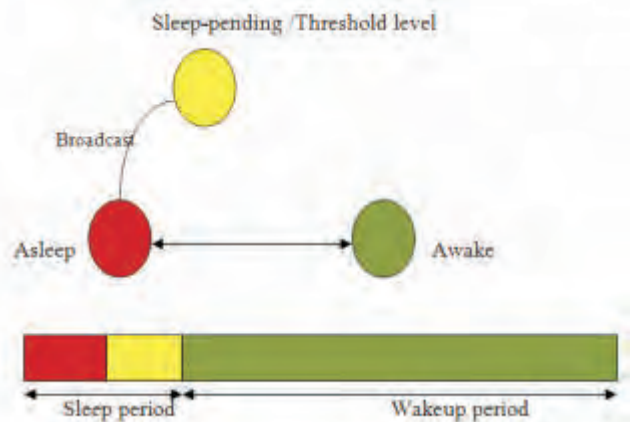 Sleep-pending /Threshold level
Broadcast
Asleep
Awake
Sleep period
Wakeup period